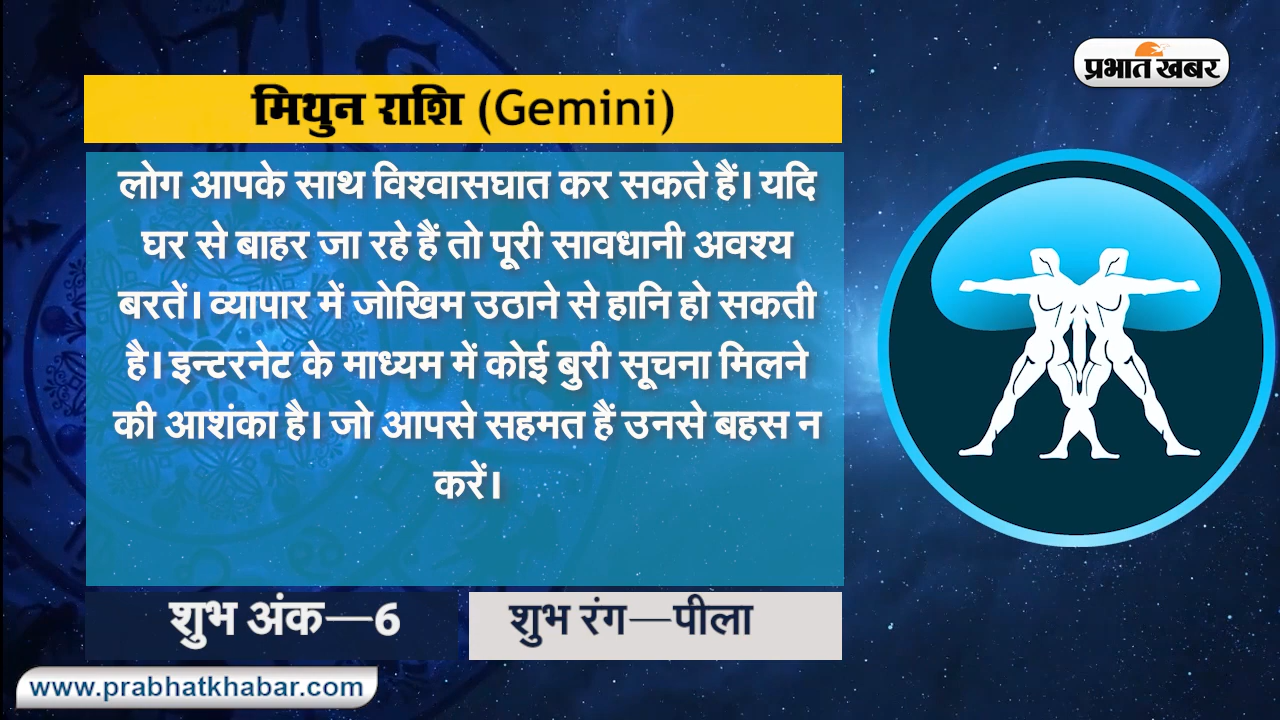 प्रभात खबर
मिथुन राशि (Gemini)
लोग आपके साथ विश्वासघात कर सकते हैं। यदि
घर से बाहर जा रहे हैं तो पूरी सावधानी अवश्य
बरतें। व्यापार में जोखिम उठाने से हानि हो सकती
है। इन्टरनेट के माध्यम में कोई बुरी सूचना मिलने
की आशंका है। जो आपसे सहमत हैं उनसे बहस न
करें।
शुभ अंक—6
शुभ रंग—पीला
www.prabhatkhabar.com